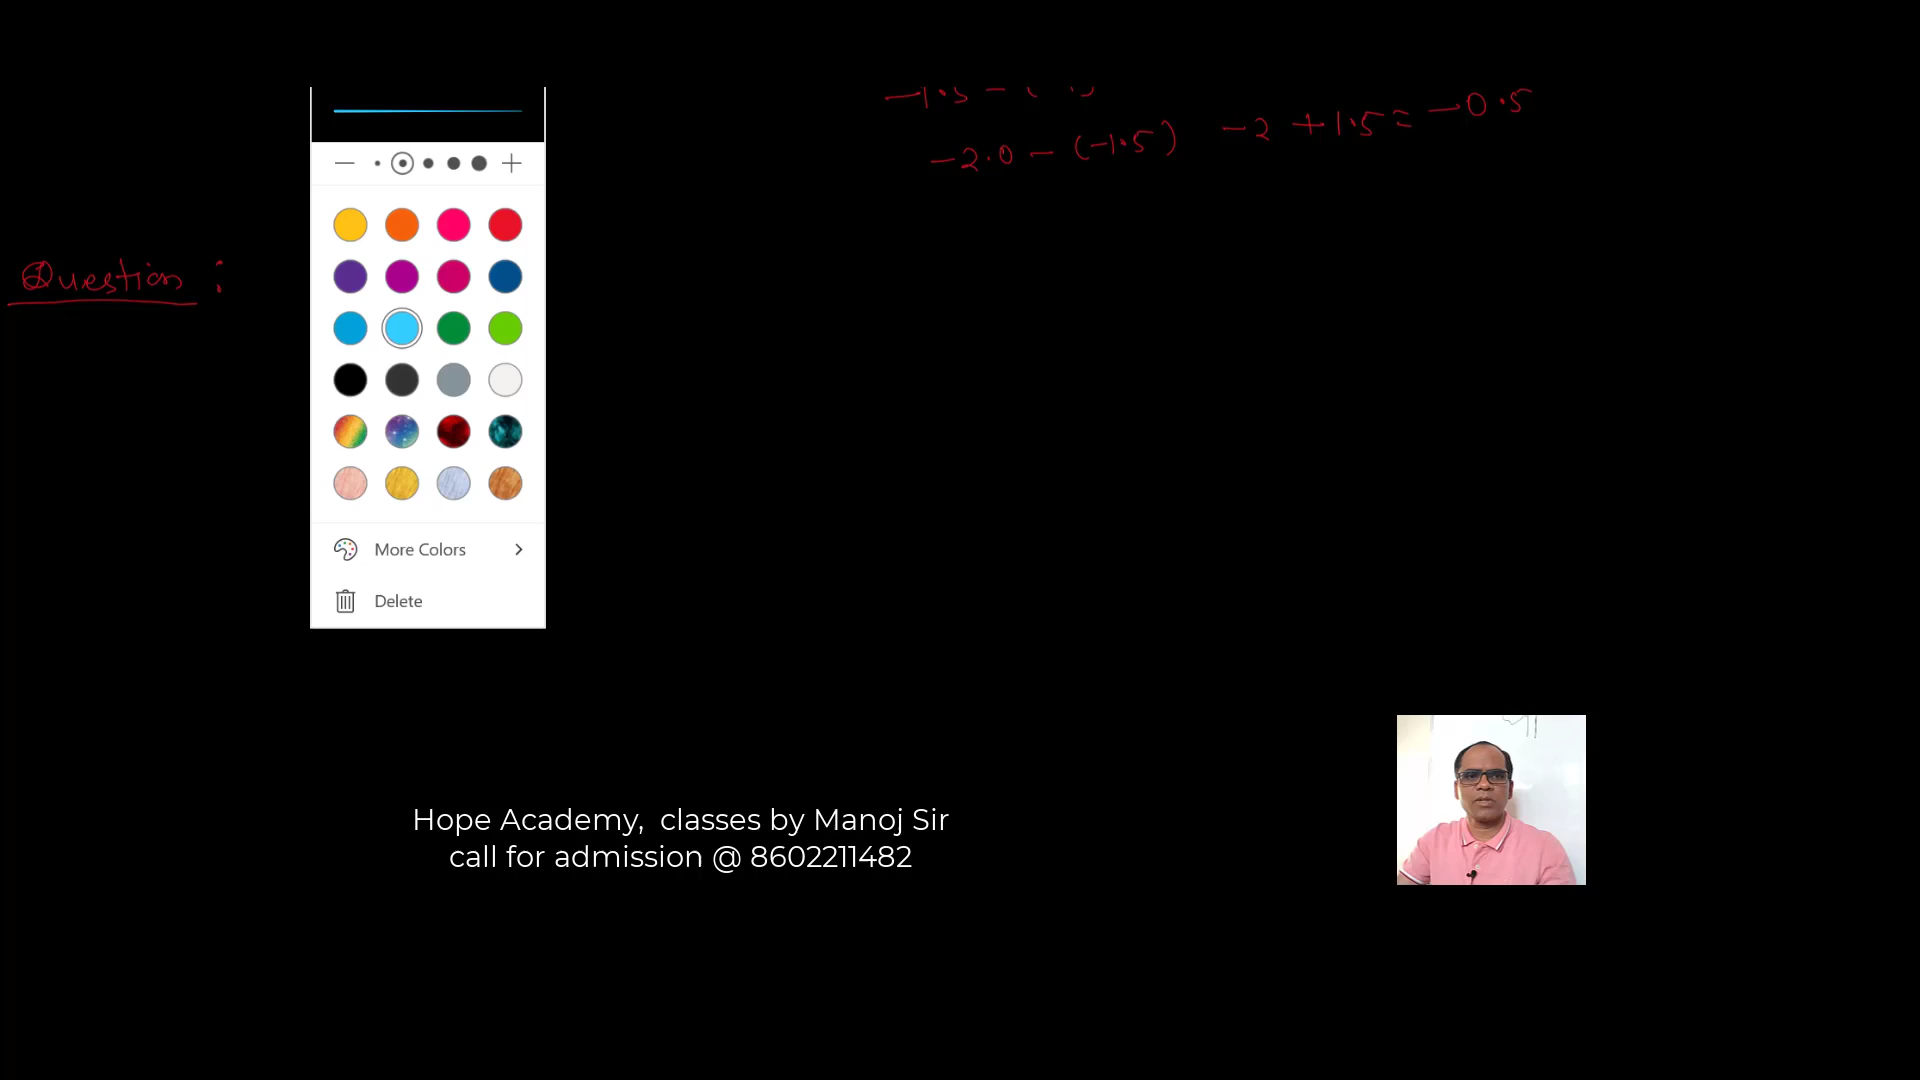 -2.0 - (-1.5) -2 + 1.5 = -0.5
Question :
More Colors
Delete
Hope Academy, classes by Manoj Sir
call for admission @ 8602211482